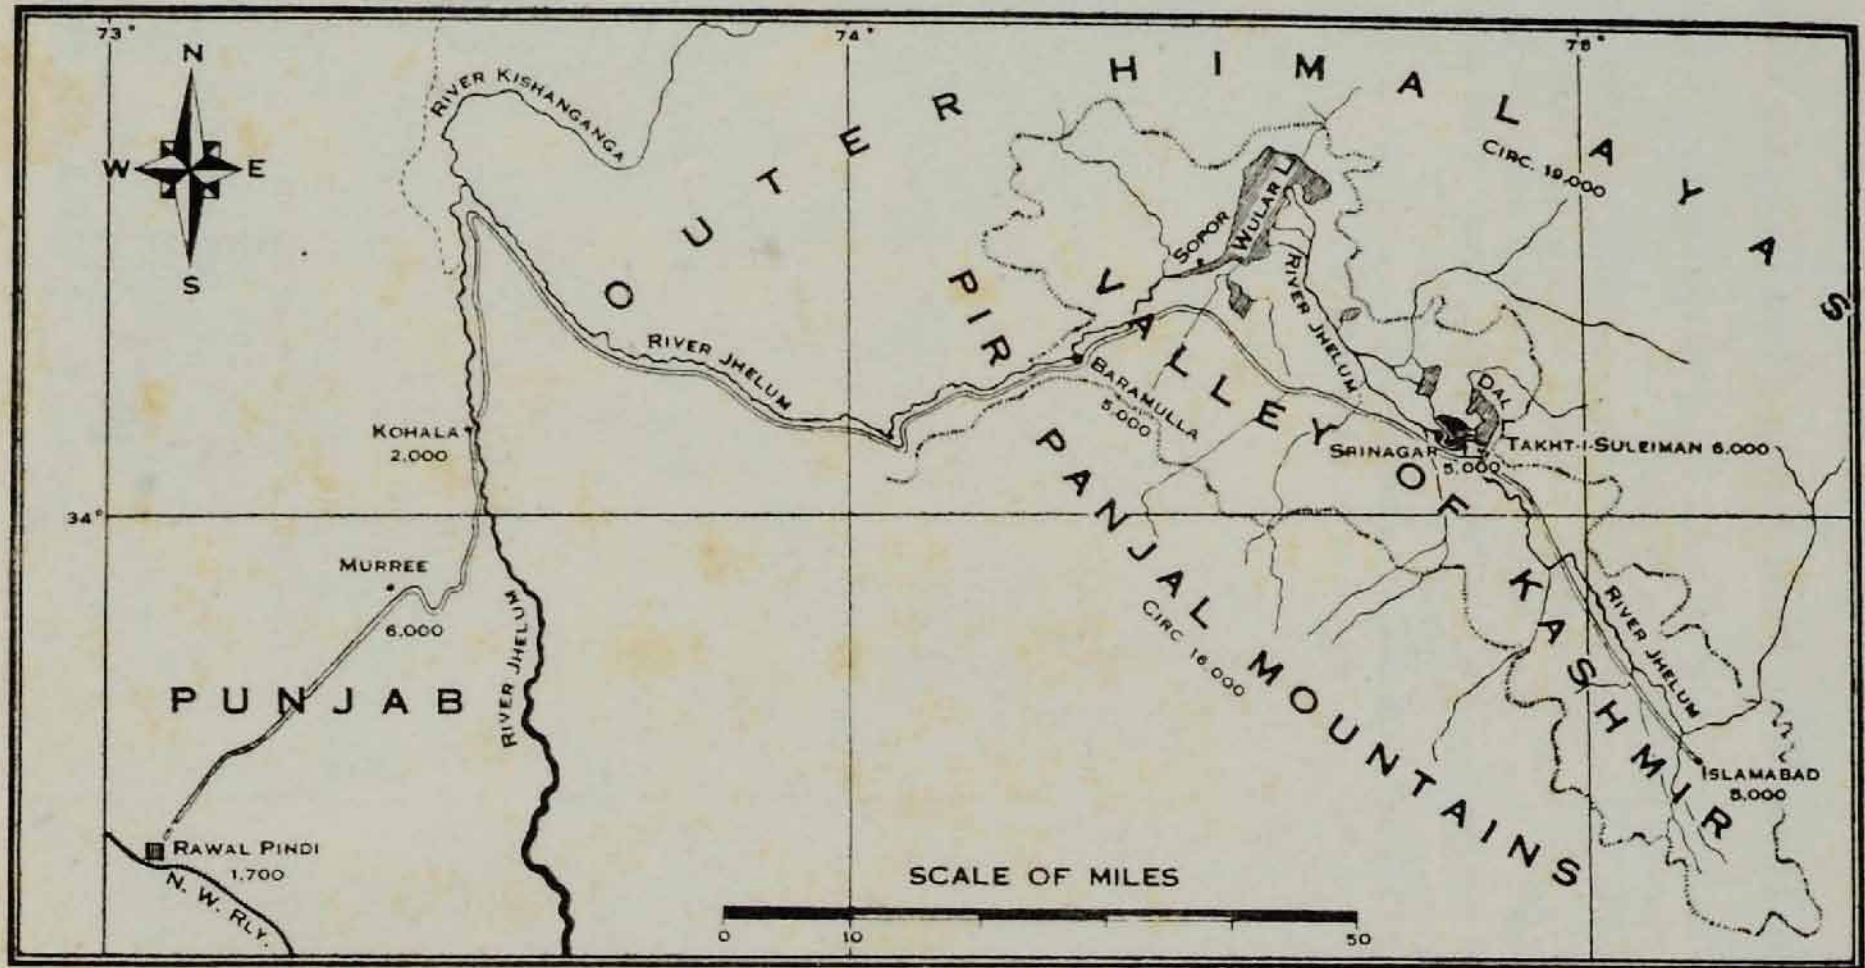 73°
74°
75°
N
W E
S
RIVER KISHANGANGA
OUTER HIMALAYAS
CIRC. 19,000
SOPOR
WULAR L
RIVER JHELUM
RIVER JHELUM
PIR PANJAL MOUNTAINS
CIRC. 16,000
VALLEY OF KASHMIR
BARAMULLA
5,000
DAL
KOHALA
2,000
SRINAGAR
5,000
TAKHT-I-SULEIMAN 6,000
34°
MURREE
6,000
RIVER JHELUM
RIVER JHELUM
PUNJAB
ISLAMABAD
5,000
RAWAL PINDI
1,700
N. W. RLY.
SCALE OF MILES
0 10 50